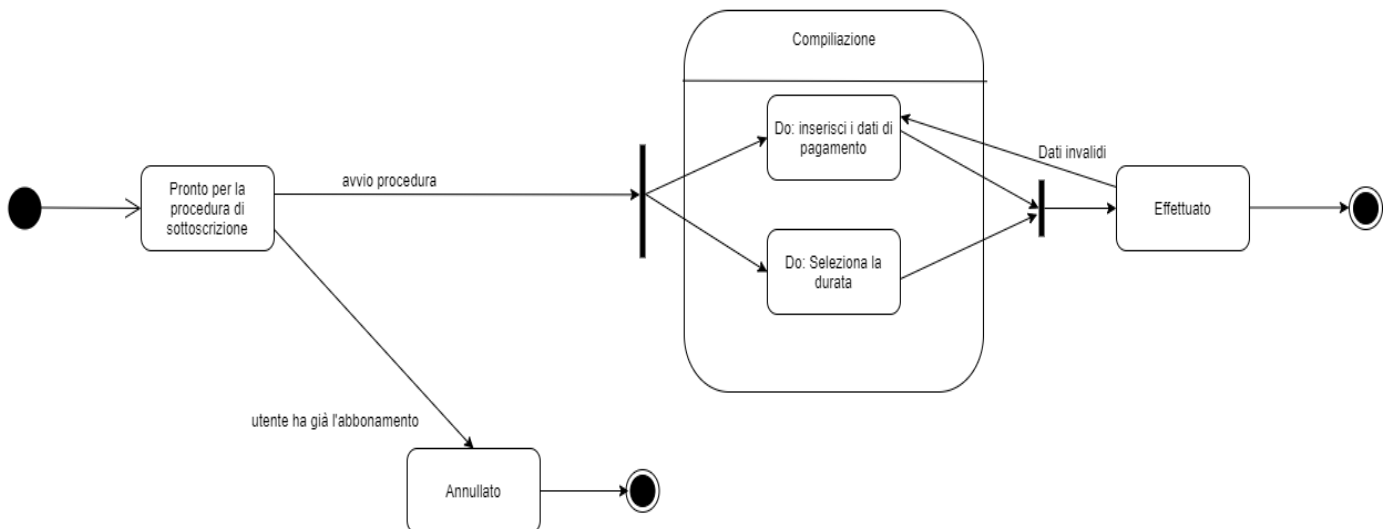 Compiliazione
Do: inserisci i dati di
pagamento
Dati invalidi
avvio procedura
Pronto per la
procedura di
sottoscrizione
Effettuato
Do: Seleziona la
durata
utente ha già l'abbonamento
Annullato